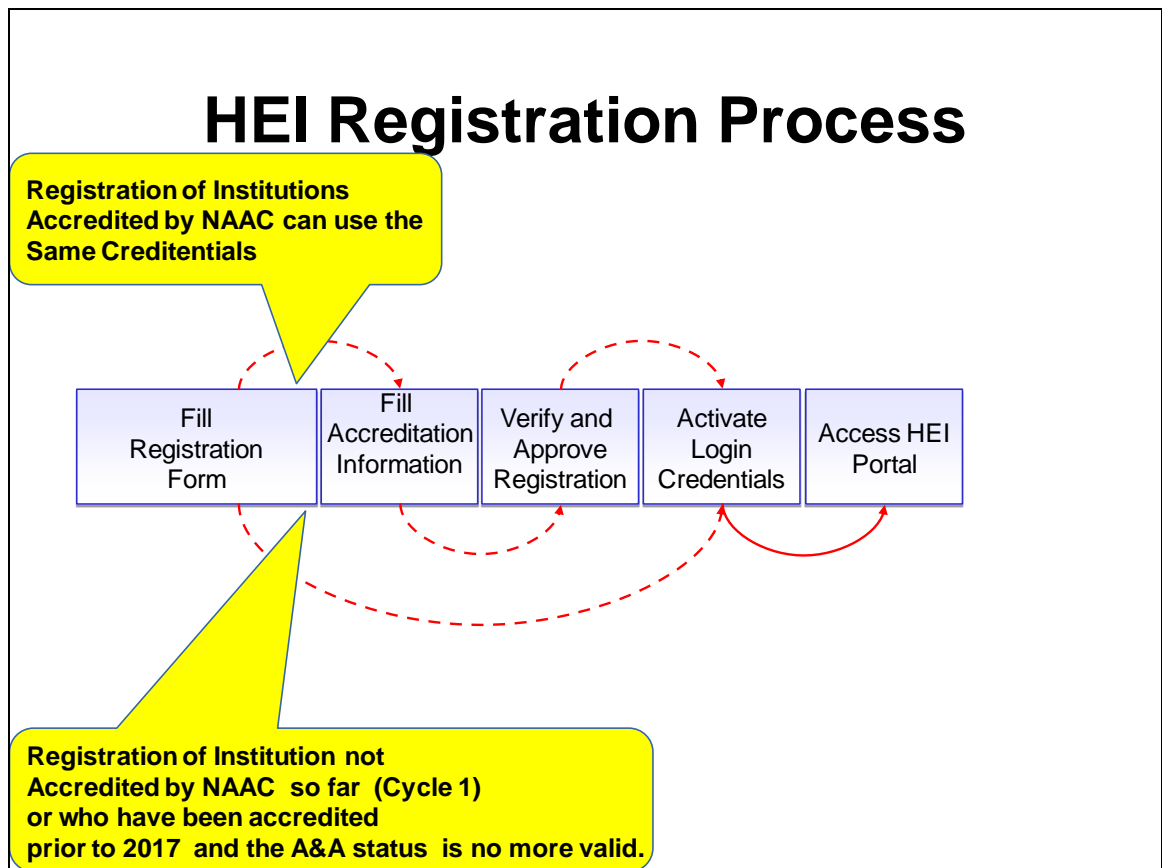 HEI Registration Process
Registration of Institutions
Accredited by NAAC can use the
Same Creditentials
Fill
Registration
Form
Fill
Accreditation
Information
Verify and
Approve
Registration
Activate
Login
Credentials
Access HEI
Portal
Registration of Institution not
Accredited by NAAC so far (Cycle 1)
or who have been accredited
prior to 2017 and the A&A status is no more valid.